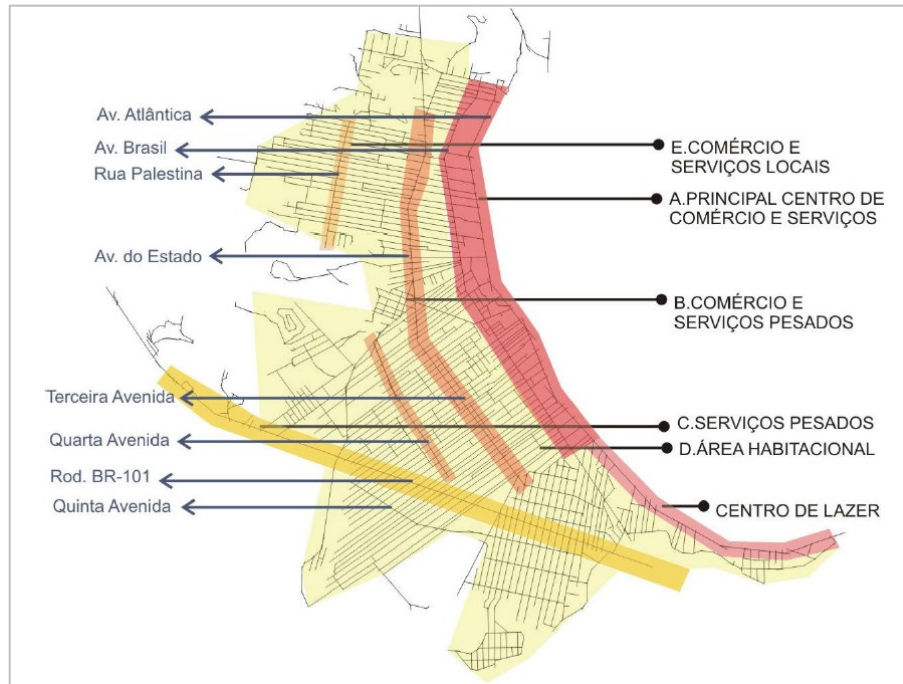 Av. Atlântica
Av. Brasil
Rua Palestina
Av. do Estado
Terceira Avenida
Quarta Avenida
Rod. BR-101
Quinta Avenida
E.COMÉRCIO E
SERVIÇOS LOCAIS
A.PRINCIPAL CENTRO DE
COMÉRCIO E SERVIÇOS
B.COMÉRCIO E
SERVIÇOS PESADOS
C.SERVIÇOS PESADOS
D.ÁREA HABITACIONAL
CENTRO DE LAZER